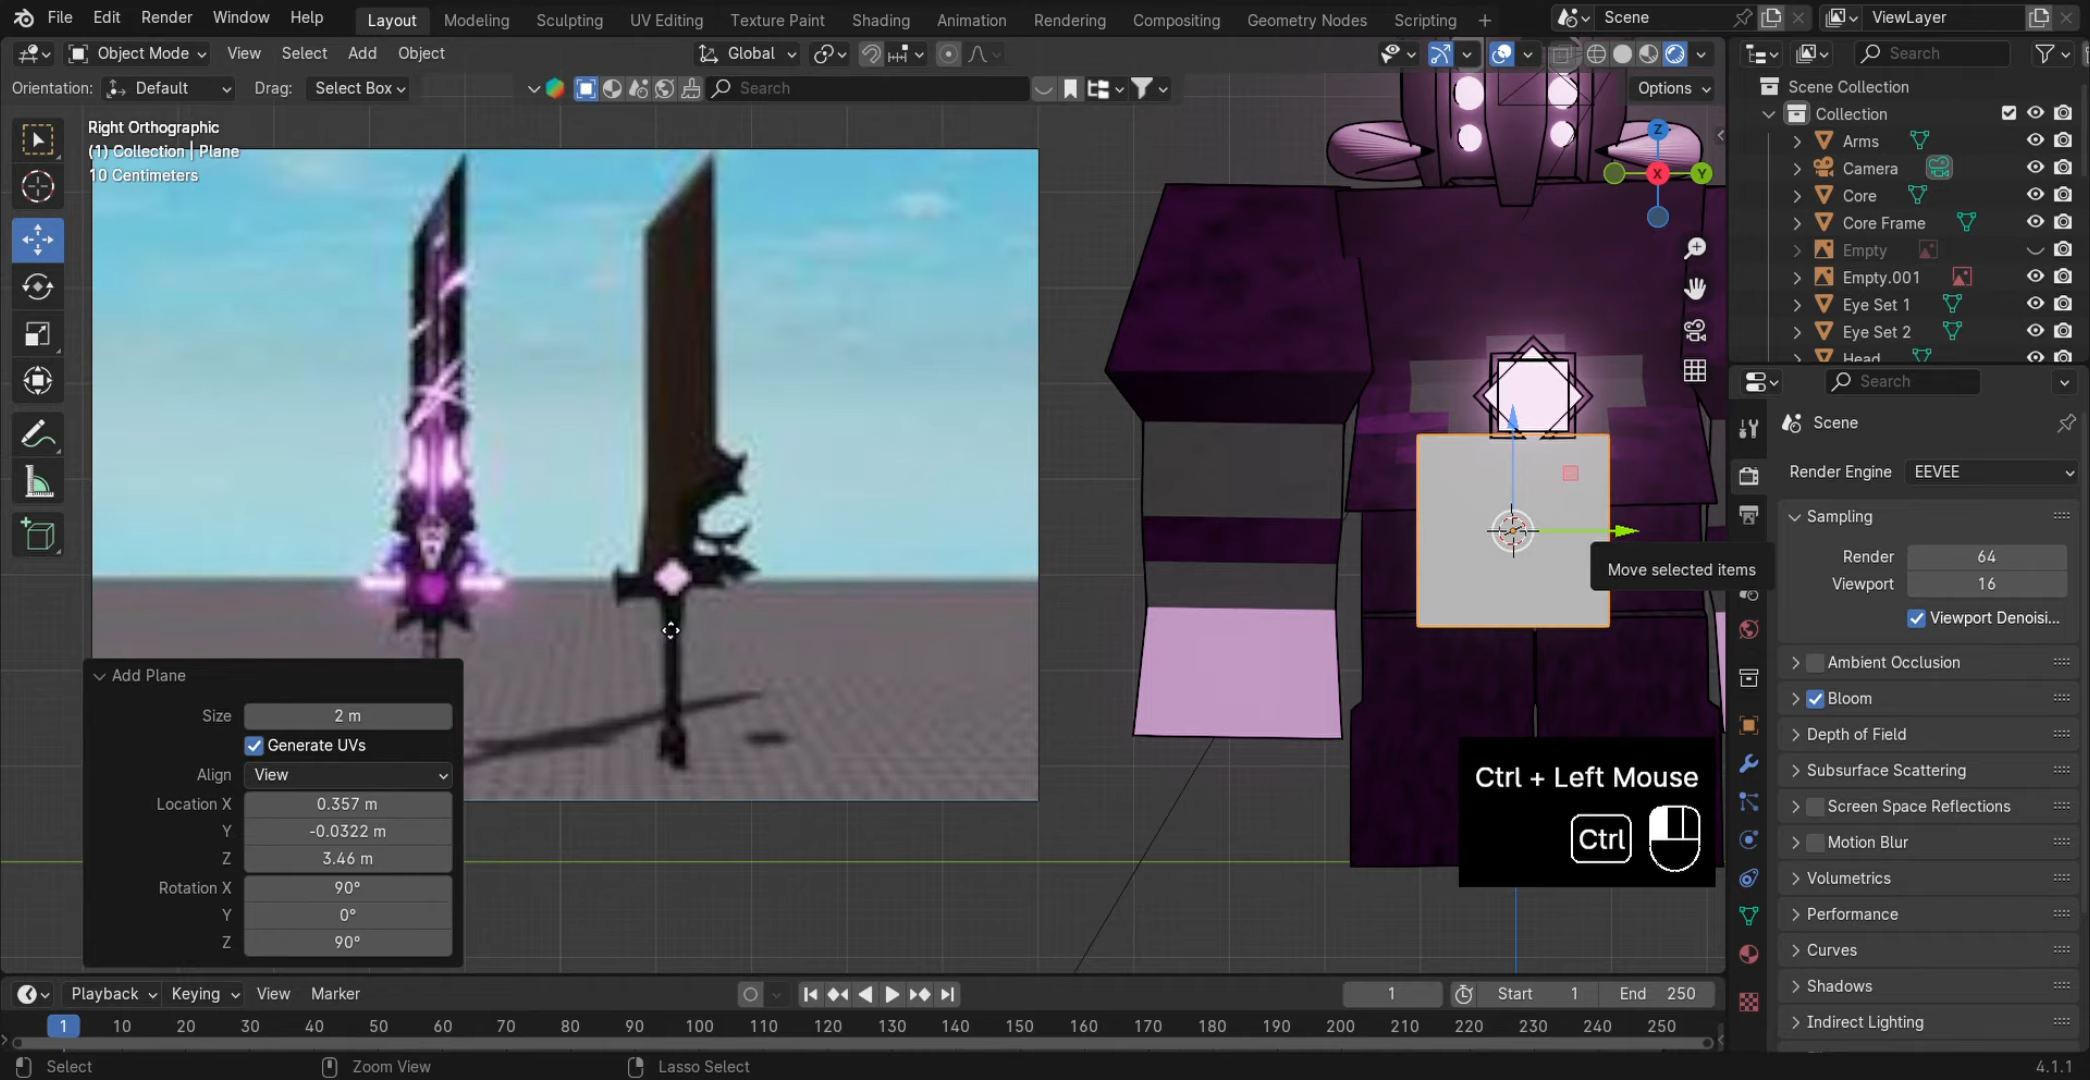 File Edit Render Window Help Layout Modeling Sculpting UV Editing Texture Paint Shading Animation Rendering Compositing Geometry Nodes Scripting + Scene ViewLayer
Object Mode View Select Add Object Global Search
Orientation: Default Drag: Select Box Search Options
Right Orthographic
(1) Collection | Plane
10 Centimeters
Z
X
Y
Scene Collection
Collection
Arms
Camera
Core
Core Frame
Empty
Empty.001
Eye Set 1
Eye Set 2
Head
Search
Scene
Render Engine EEVEE
Sampling
Render 64
Viewport 16
Viewport Denoisi...
Ambient Occlusion
Bloom
Depth of Field
Subsurface Scattering
Screen Space Reflections
Motion Blur
Volumetrics
Performance
Curves
Shadows
Indirect Lighting
Move selected items
Ctrl + Left Mouse
Ctrl
Add Plane
Size 2 m
Generate UVs
Align View
Location X 0.357 m
Y -0.0322 m
Z 3.46 m
Rotation X 90°
Y 0°
Z 90°
Playback Keying View Marker 1 Start 1 End 250
1 10 20 30 40 50 60 70 80 90 100 110 120 130 140 150 160 170 180 190 200 210 220 230 240 250
Select Zoom View Lasso Select 4.1.1